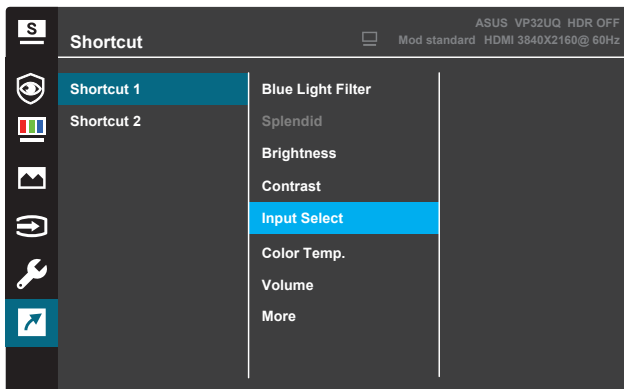 S
ASUS VP32UQ HDR OFF
Shortcut
Mod standard HDMI 3840X2160@ 60Hz
Shortcut 1
Shortcut 2
Blue Light Filter
Splendid
Brightness
Contrast
Input Select
Color Temp.
Volume
More